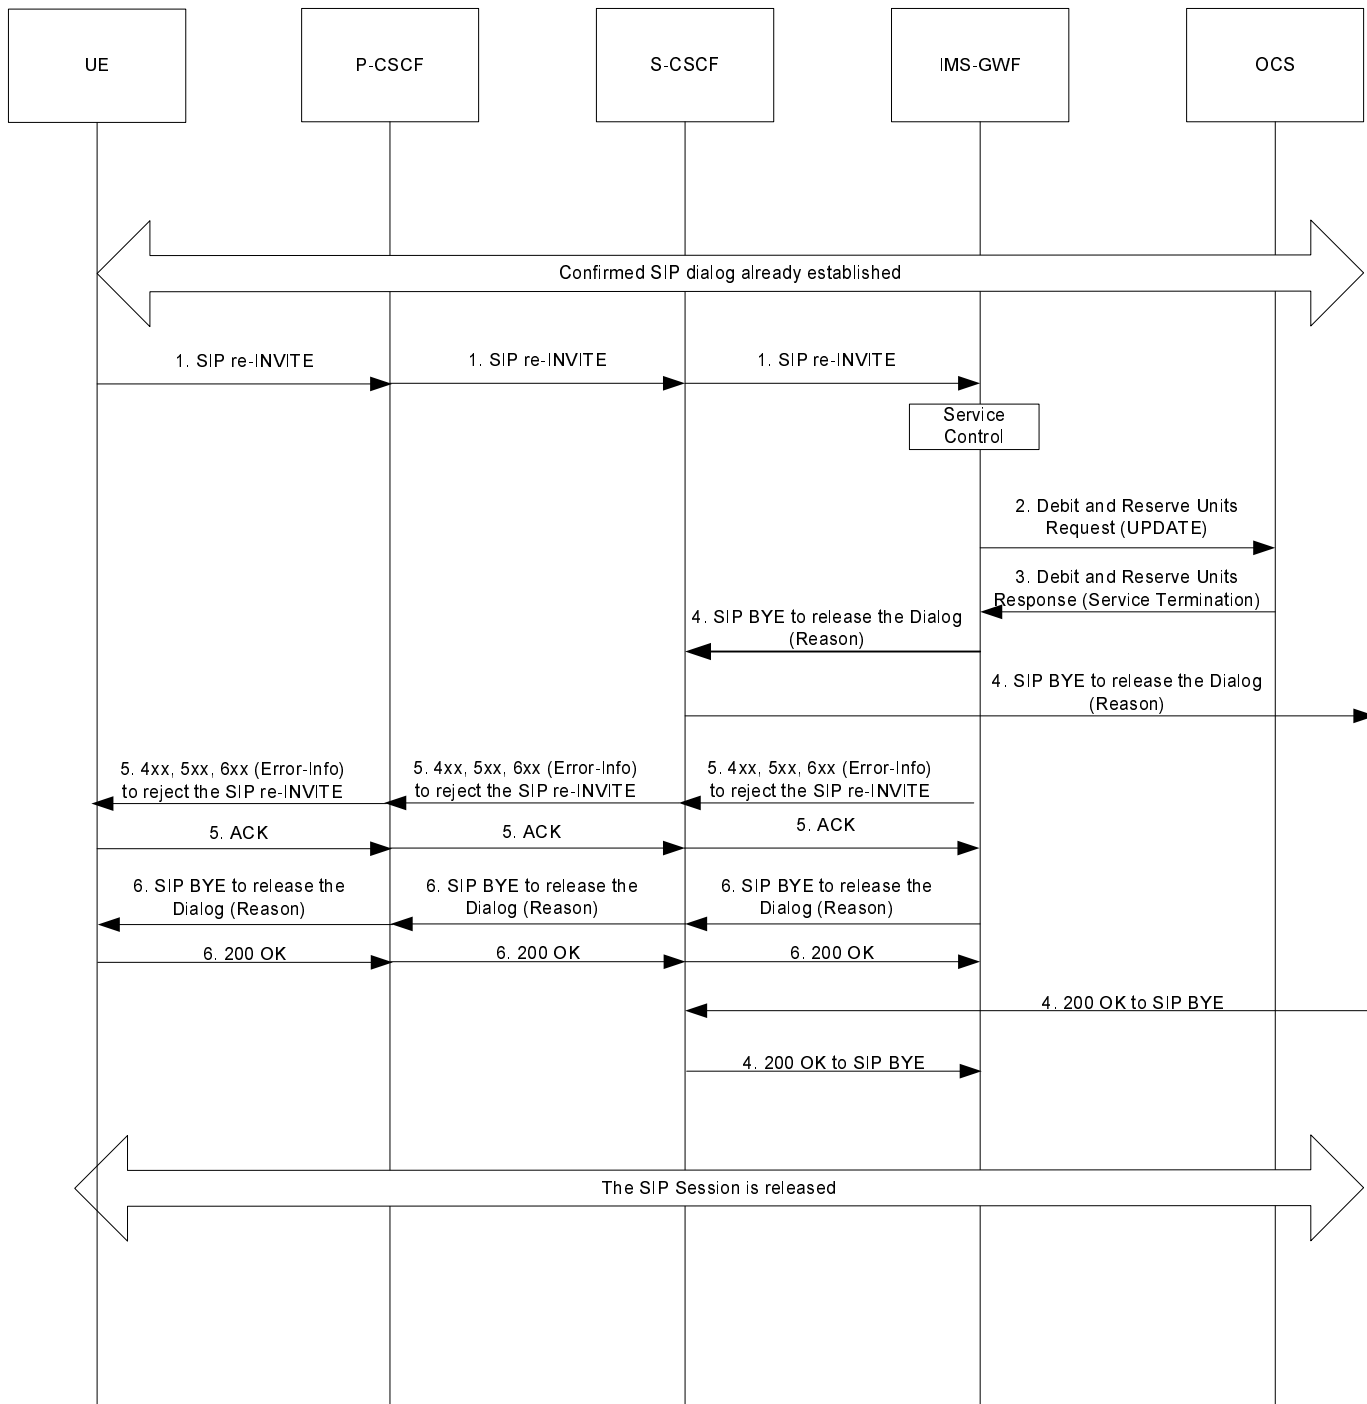 UE
P-CSCF
S-CSCF
IMS-GWF
OCS
Confirmed SIP dialog already established
1. SIP re-INVITE
1. SIP re-INVITE
1. SIP re-INVITE
Service
Control
2. Debit and Reserve Units
Request (UPDATE)
3. Debit and Reserve Units
Response (Service Termination)
4. SIP BYE to release the Dialog
(Reason)
4. SIP BYE to release the Dialog
(Reason)
5. 4xx, 5xx, 6xx (Error-Info)
to reject the SIP re-INVITE
5. 4xx, 5xx, 6xx (Error-Info)
to reject the SIP re-INVITE
5. 4xx, 5xx, 6xx (Error-Info)
to reject the SIP re-INVITE
5. ACK
5. ACK
5. ACK
6. SIP BYE to release the
Dialog (Reason)
6. SIP BYE to release the
Dialog (Reason)
6. SIP BYE to release the
Dialog (Reason)
6. 200 OK
6. 200 OK
6. 200 OK
4. 200 OK to SIP BYE
4. 200 OK to SIP BYE
The SIP Session is released